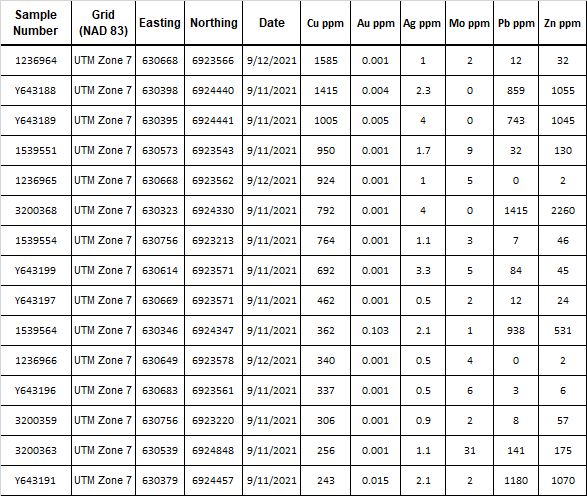 Sample Number Grid (NAD 83) Easting Northing Date Cu ppm Au ppm Ag ppm Mo ppm Pb ppm Zn ppm
1236964 UTM Zone 7 630668 6923566 9/12/2021 1585 0.001 1 2 12 32
Y643188 UTM Zone 7 630398 6924440 9/11/2021 1415 0.004 2.3 0 859 1055
Y643189 UTM Zone 7 630395 6924441 9/11/2021 1005 0.005 4 0 743 1045
1539551 UTM Zone 7 630573 6923543 9/11/2021 950 0.001 1.7 9 32 130
1236965 UTM Zone 7 630668 6923562 9/12/2021 924 0.001 1 5 0 2
3200368 UTM Zone 7 630323 6924330 9/11/2021 792 0.001 4 0 1415 2260
1539554 UTM Zone 7 630756 6923213 9/11/2021 764 0.001 1.1 3 7 46
Y643199 UTM Zone 7 630614 6923571 9/11/2021 692 0.001 3.3 5 84 45
Y643197 UTM Zone 7 630669 6923571 9/11/2021 462 0.001 0.5 2 12 24
1539564 UTM Zone 7 630346 6924347 9/11/2021 362 0.103 2.1 1 938 531
1236966 UTM Zone 7 630649 6923578 9/12/2021 340 0.001 0.5 4 0 2
Y643196 UTM Zone 7 630683 6923561 9/11/2021 337 0.001 0.5 6 3 6
3200359 UTM Zone 7 630756 6923220 9/11/2021 306 0.001 0.9 2 8 57
3200363 UTM Zone 7 630539 6924848 9/11/2021 256 0.001 1.1 31 141 175
Y643191 UTM Zone 7 630379 6924457 9/11/2021 243 0.015 2.1 2 1180 1070